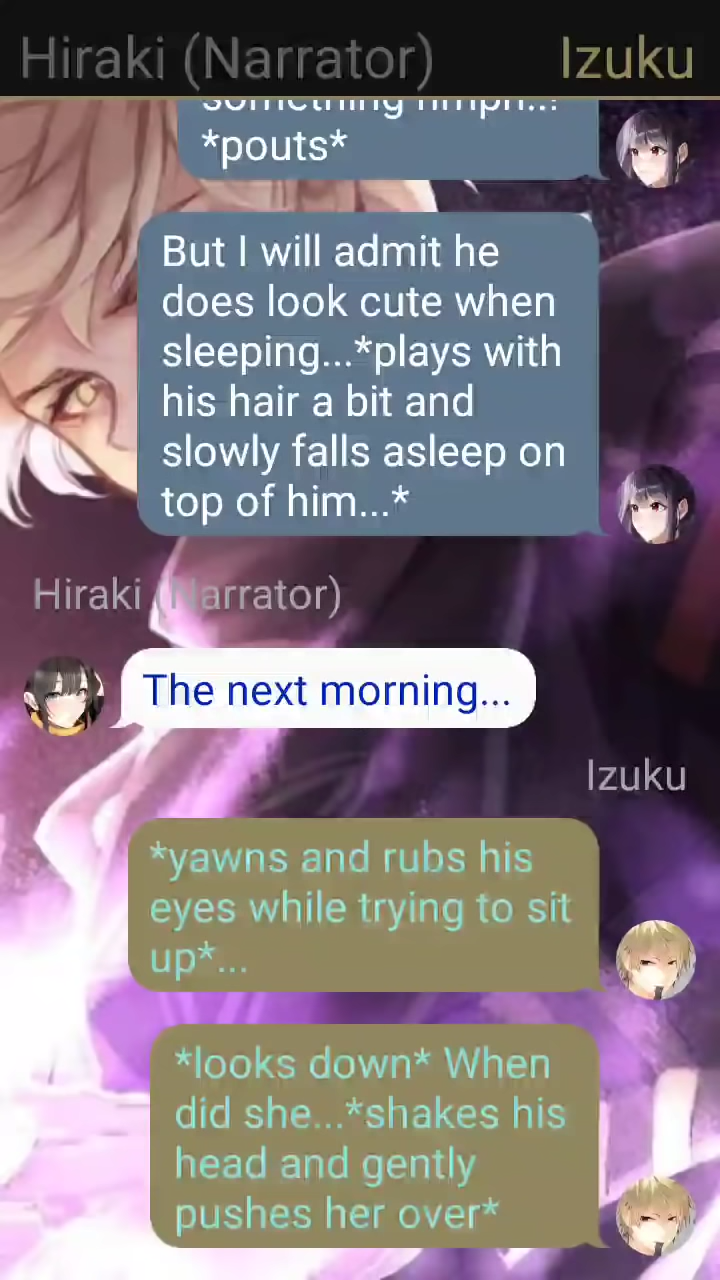 Hiraki (Narrator) Izuku
something hmph..!
*pouts*
But I will admit he
does look cute when
sleeping...*plays with
his hair a bit and
slowly falls asleep on
top of him...*
Hiraki (Narrator)
The next morning...
Izuku
*yawns and rubs his
eyes while trying to sit
up*...
*looks down* When
did she...*shakes his
head and gently
pushes her over*